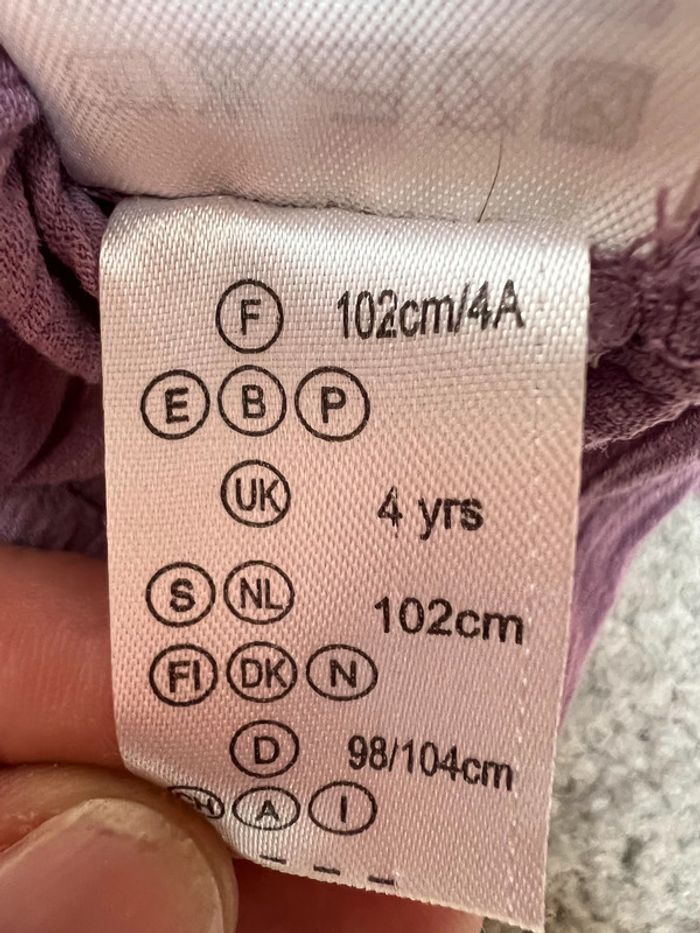 F 102cm/4A
E B P
UK 4 yrs
S NL 102cm
FI DK N
D 98/104cm
A I